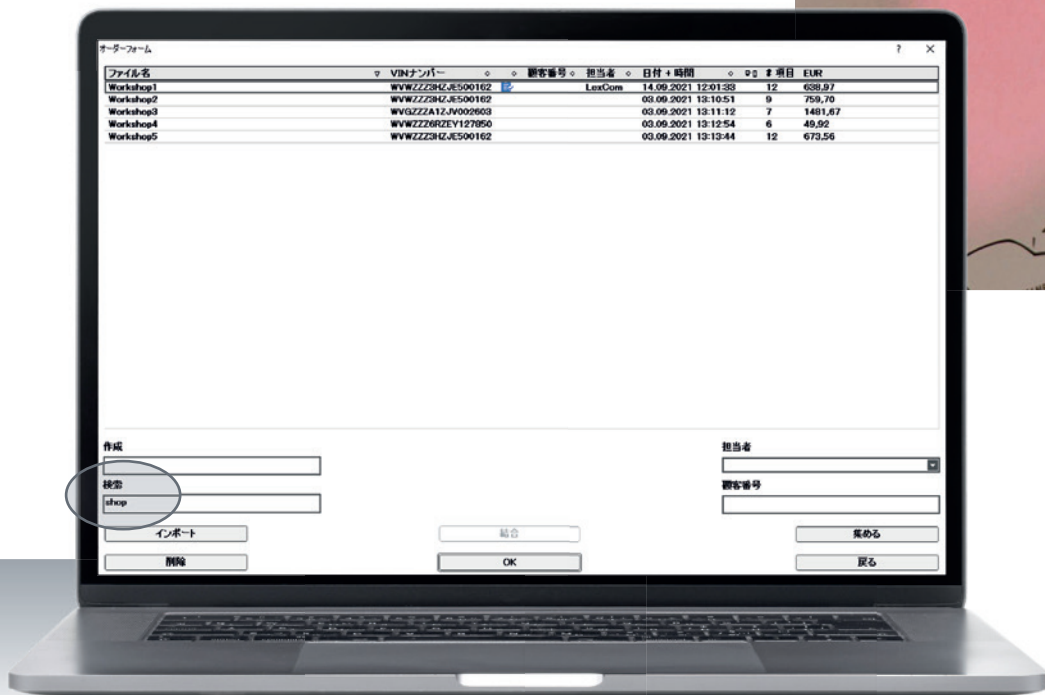 オーダーフォーム ? ×
ファイル名 VINナンバー 顧客番号 担当者 日付 + 時間 # 項目 EUR
Workshop1 WVWZZZ3HZJE500162 LexCom 14.09.2021 12:01:33 12 638,97
Workshop2 WVWZZZ3HZJE500162 03.09.2021 13:10:51 9 759,70
Workshop3 WVGZZZA1ZJV002603 03.09.2021 13:11:12 7 1481,67
Workshop4 WVWZZZ6RZEY127850 03.09.2021 13:12:54 6 49,92
Workshop5 WVWZZZ3HZJE500162 03.09.2021 13:13:44 12 673,56
作成 担当者
検索 顧客番号
shop
インポート 結合 集める
削除 OK 戻る